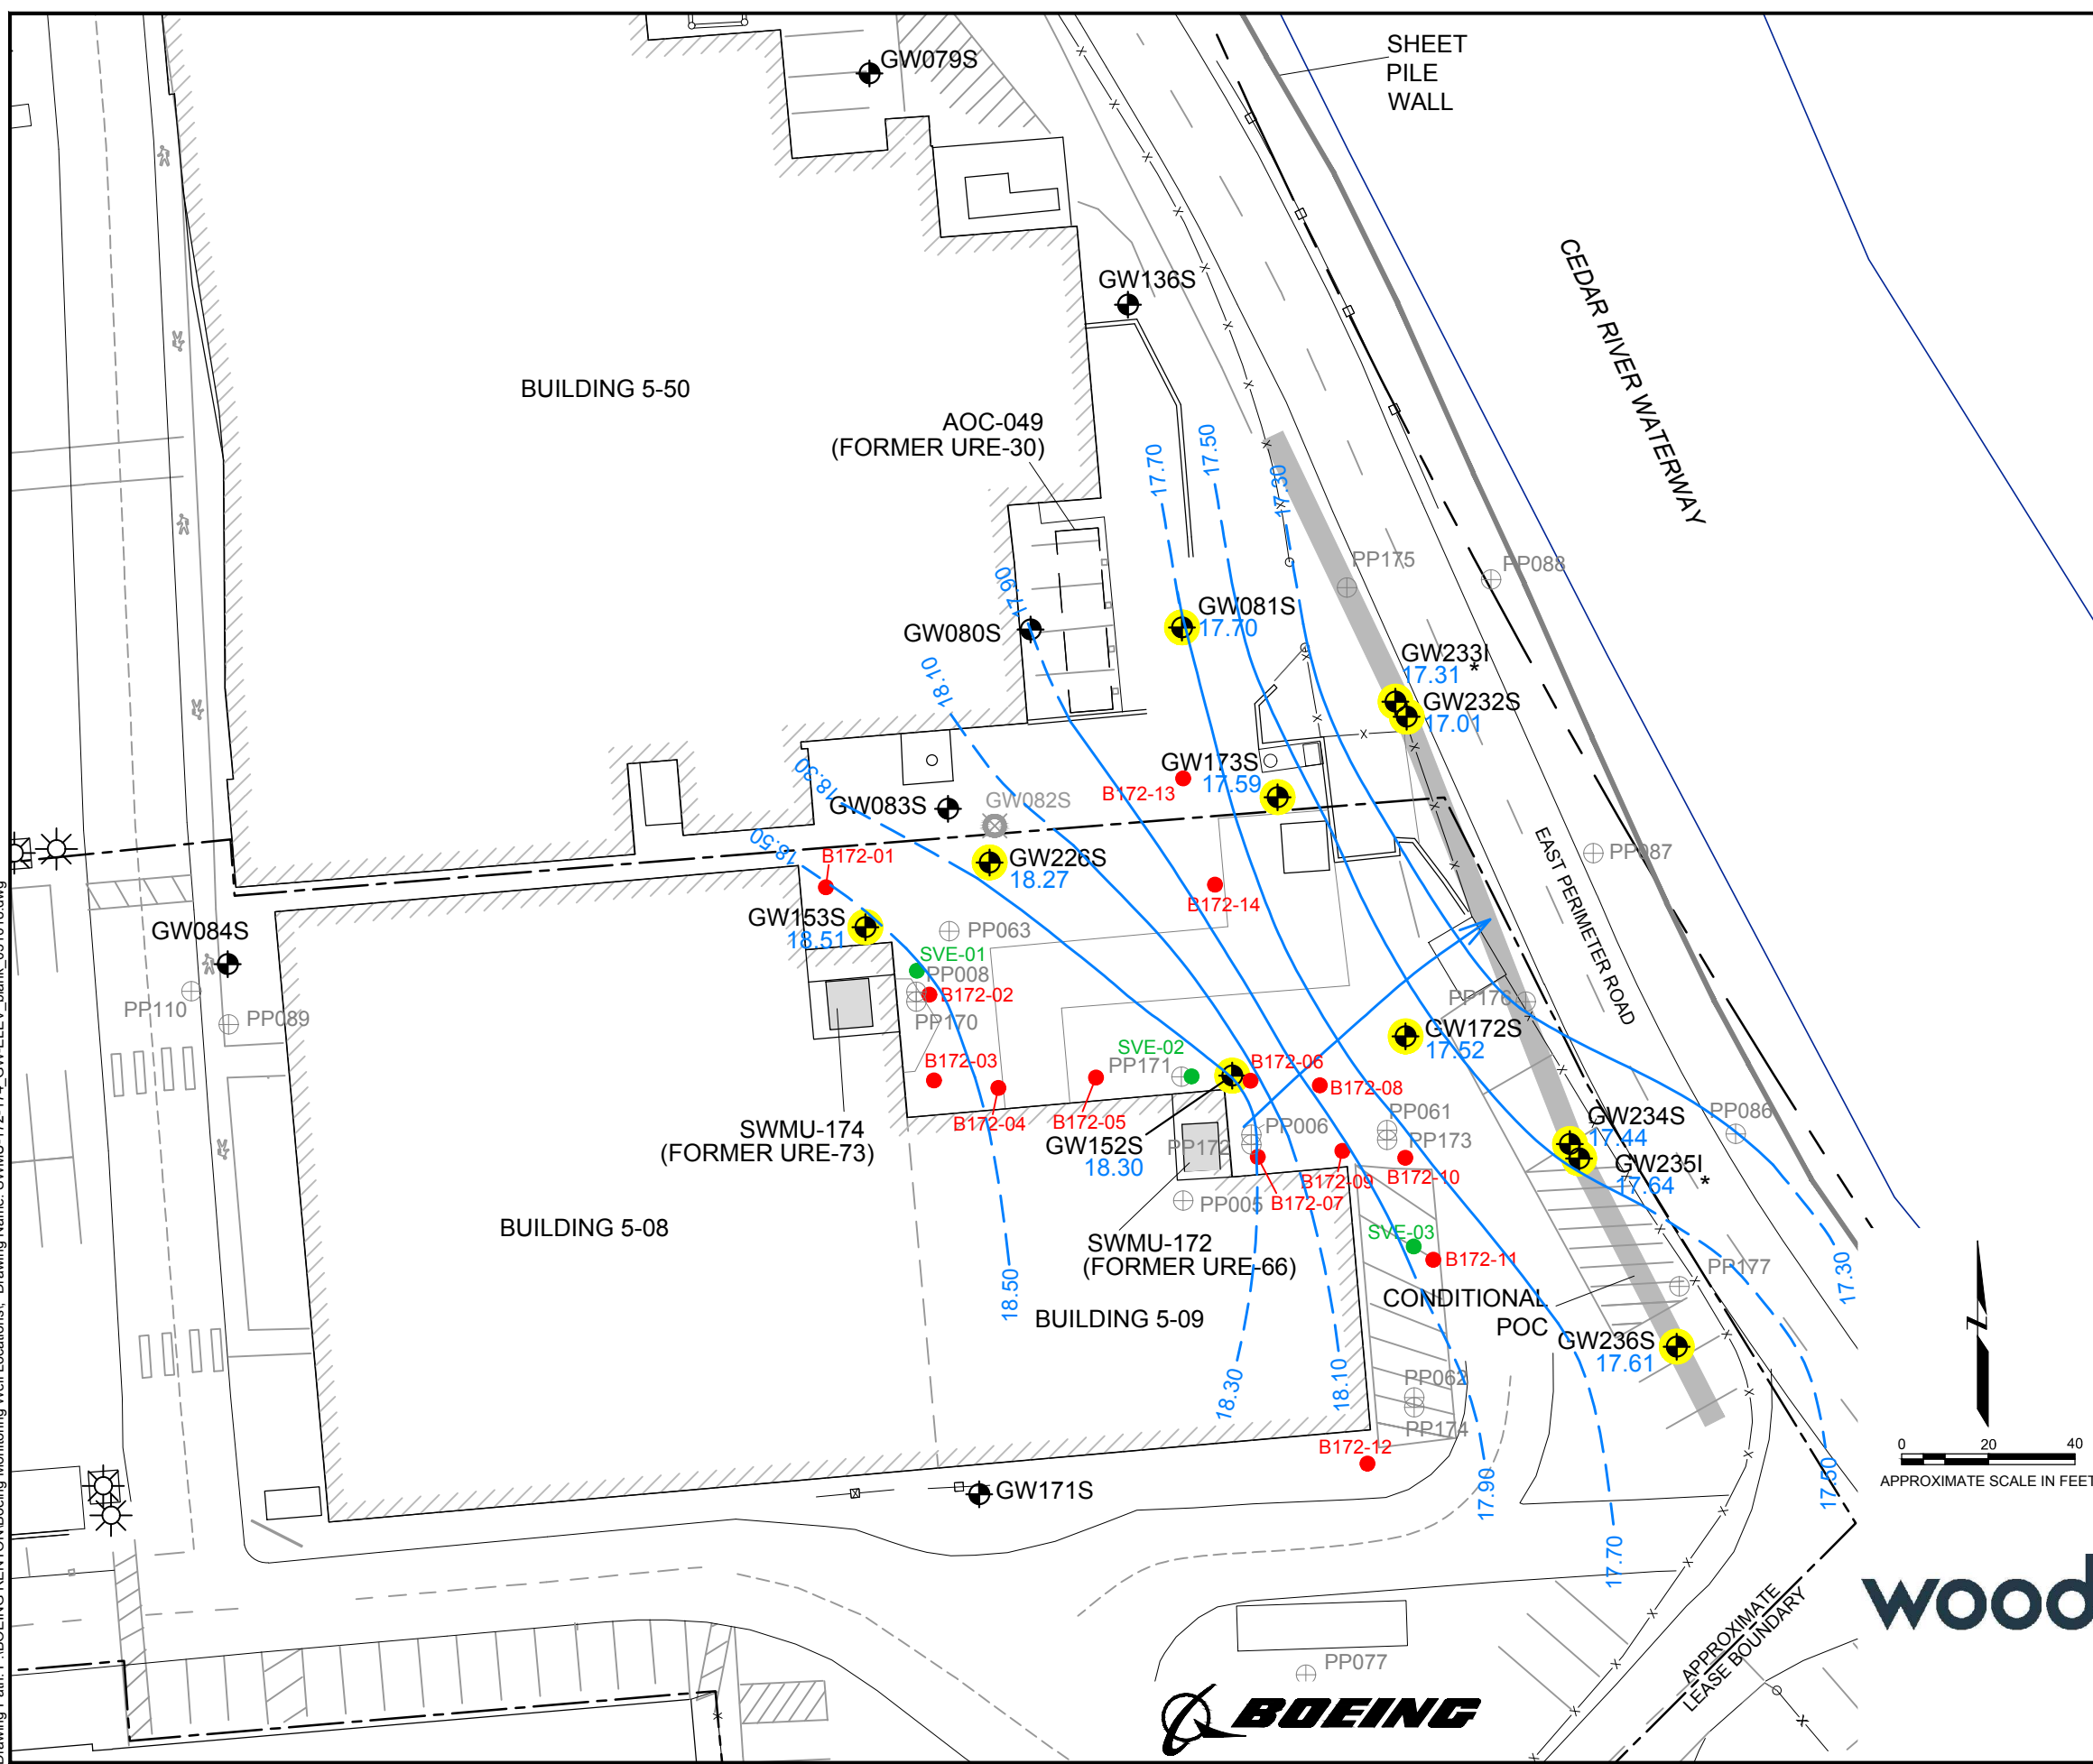 SHEET
PILE
WALL
GW079S
CEDAR RIVER WATERWAY
GW136S
BUILDING 5-50
AOC-049
(FORMER URE-30)
17.70
17.50
17.30
PP175
PP088
17.90
GW080S
GW081S
17.70
18.10
GW233I
17.31 *
GW232S
17.01
GW173S
17.59
18.30
B172-13
GW083S
GW082S
18.50
B172-01
GW226S
18.27
EAST PERIMETER ROAD
PP087
B172-14
GW153S
18.51
PP063
GW084S
SVE-01
PP008
B172-02
PP170
PP110
PP089
PP176
GW172S
17.52
SVE-02
PP171
B172-03
B172-06
B172-08
B172-04
B172-05
GW152S
18.30
PP172
PP006
PP061
PP173
B172-10
B172-09
B172-07
PP005
GW234S
17.44
PP086
GW235I
17.64 *
SWMU-174
(FORMER URE-73)
BUILDING 5-08
SWMU-172
(FORMER URE-66)
SVE-03
B172-11
PP177
17.30
18.50
BUILDING 5-09
CONDITIONAL
POC
GW236S
17.61
18.30
18.10
PP062
PP174
B172-12
17.90
17.50
17.70
GW171S
0 20 40
APPROXIMATE SCALE IN FEET
wood
APPROXIMATE
LEASE BOUNDARY
PP077
BOEING